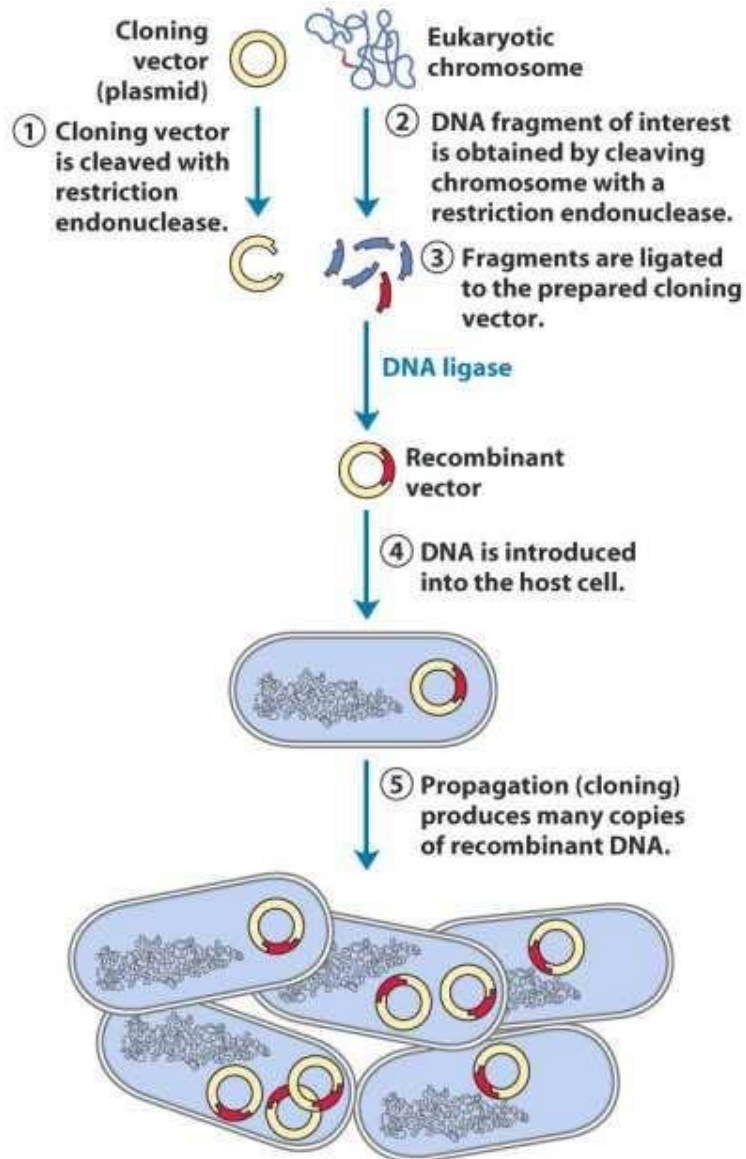 Cloning
vector
(plasmid)
Eukaryotic
chromosome
① Cloning vector
is cleaved with
restriction
endonuclease.
② DNA fragment of interest
is obtained by cleaving
chromosome with a
restriction endonuclease.
③ Fragments are ligated
to the prepared cloning
vector.
DNA ligase
Recombinant
vector
④ DNA is introduced
into the host cell.
⑤ Propagation (cloning)
produces many copies
of recombinant DNA.